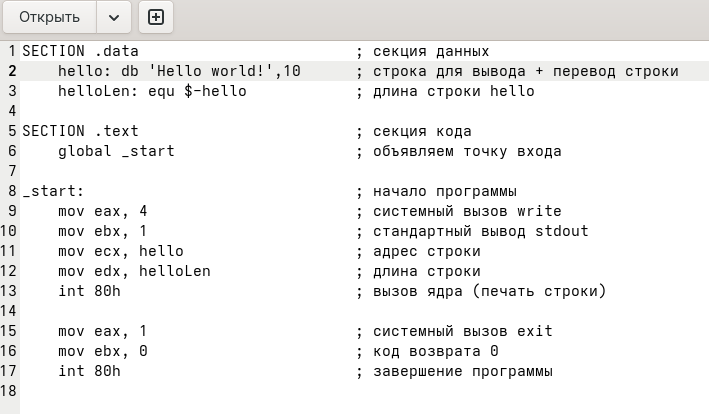 Открыть
1 SECTION .data ; секция данных
2 hello: db 'Hello world!',10 ; строка для вывода + перевод строки
3 helloLen: equ $-hello ; длина строки hello
4
5 SECTION .text ; секция кода
6 global _start ; объявляем точку входа
7
8 _start: ; начало программы
9 mov eax, 4 ; системный вызов write
10 mov ebx, 1 ; стандартный вывод stdout
11 mov ecx, hello ; адрес строки
12 mov edx, helloLen ; длина строки
13 int 80h ; вызов ядра (печать строки)
14
15 mov eax, 1 ; системный вызов exit
16 mov ebx, 0 ; код возврата 0
17 int 80h ; завершение программы
18